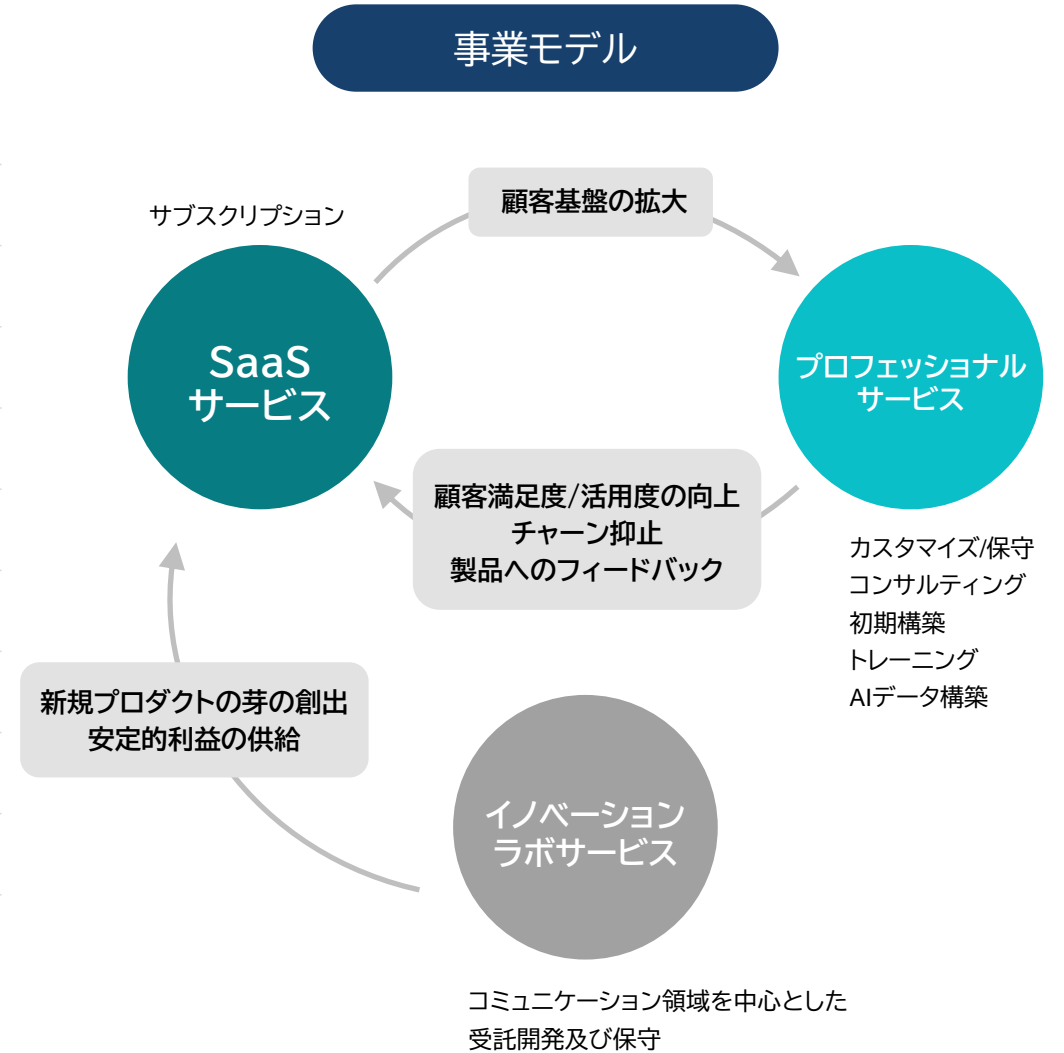 事業モデル
顧客基盤の拡大
サブスクリプション
SaaS
サービス
プロフェッショナル
サービス
顧客満足度/活用度の向上
チャーン抑止
製品へのフィードバック
カスタマイズ/保守
コンサルティング
初期構築
トレーニング
AIデータ構築
新規プロダクトの芽の創出
安定的利益の供給
イノベーション
ラボサービス
コミュニケーション領域を中心とした
受託開発及び保守